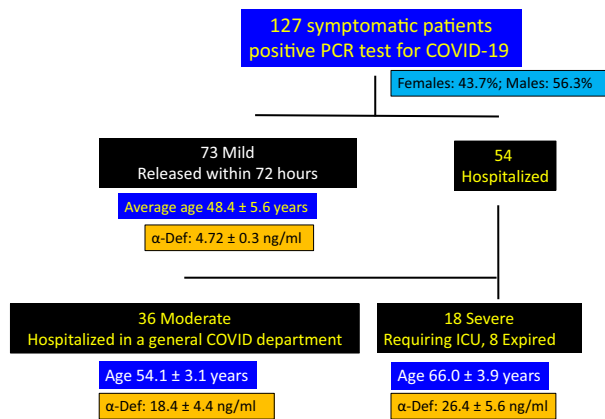 127 symptomatic patients
positive PCR test for COVID-19
Females: 43.7%; Males: 56.3%
73 Mild
Released within 72 hours
54
Hospitalized
Average age 48.4 ± 5.6 years
α-Def: 4.72 ± 0.3 ng/ml
36 Moderate
Hospitalized in a general COVID department
18 Severe
Requiring ICU, 8 Expired
Age 54.1 ± 3.1 years
Age 66.0 ± 3.9 years
α-Def: 18.4 ± 4.4 ng/ml
α-Def: 26.4 ± 5.6 ng/ml